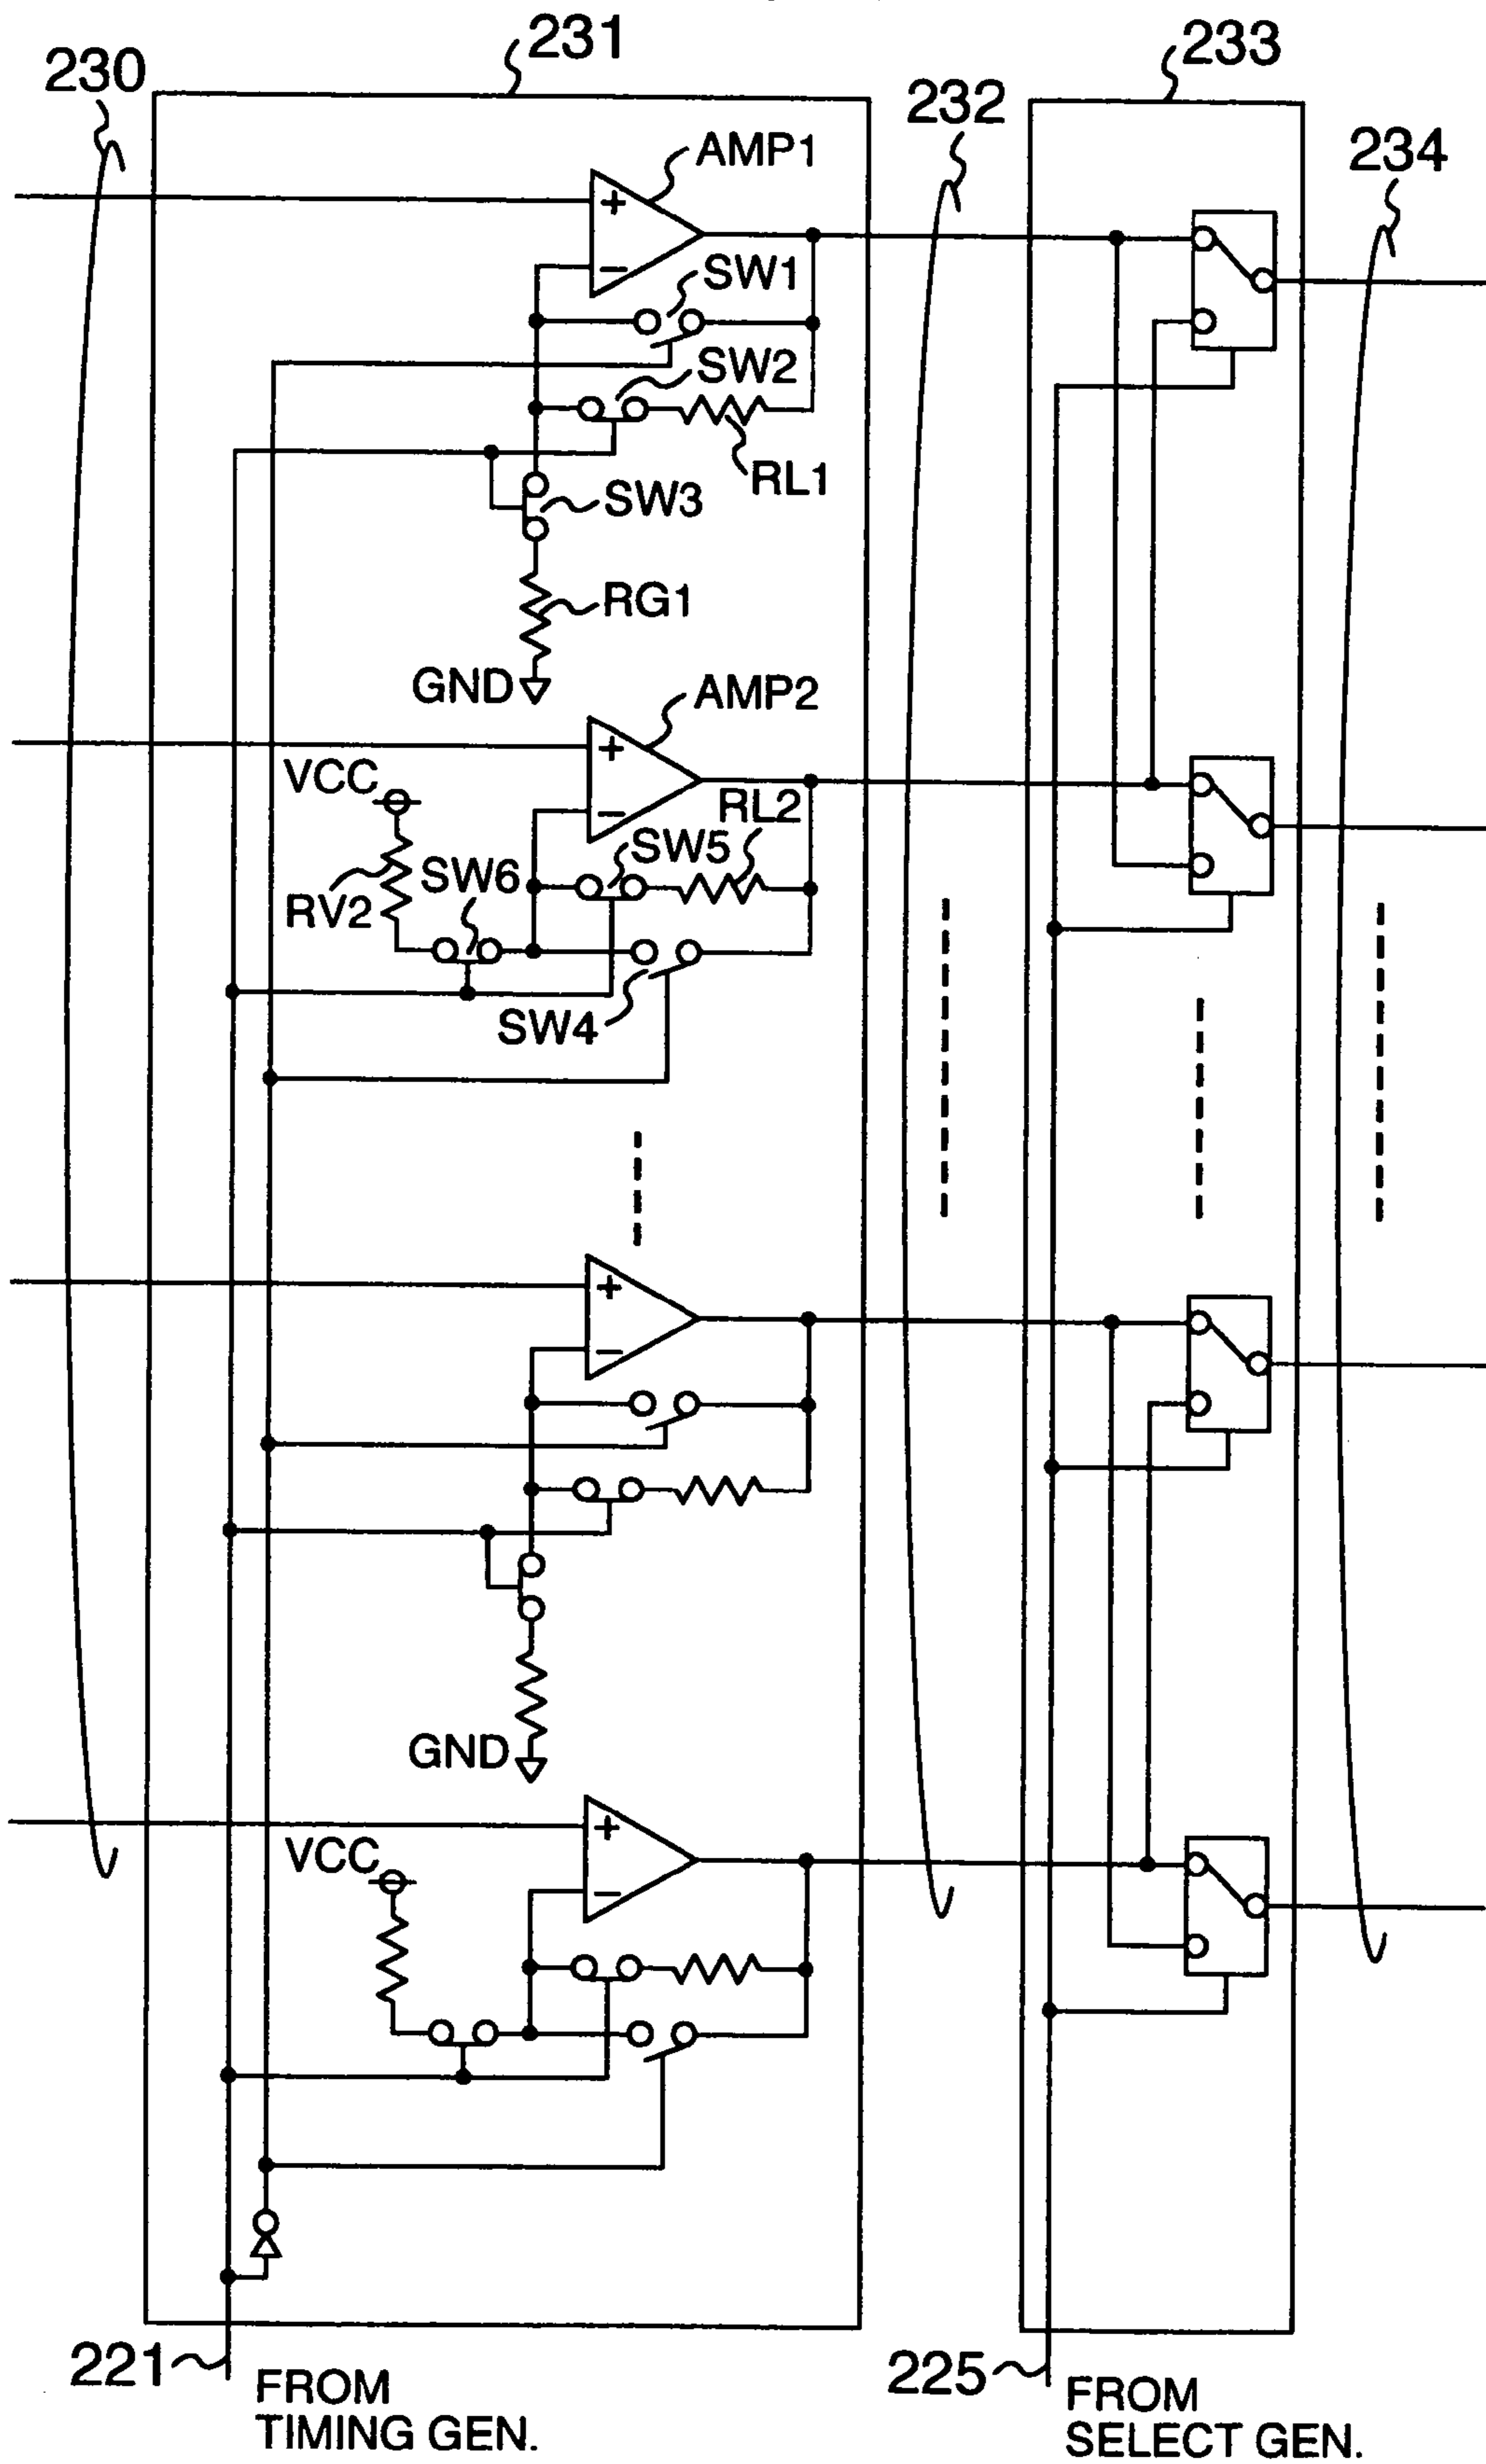 231
233
230
232
234
AMP1
+
−
SW1
SW2
RL1
SW3
RG1
GND
AMP2
+
VCC
−
RL2
SW5
SW6
RV2
SW4
+
−
GND
+
VCC
−
221
225
FROM
TIMING GEN.
FROM
SELECT GEN.